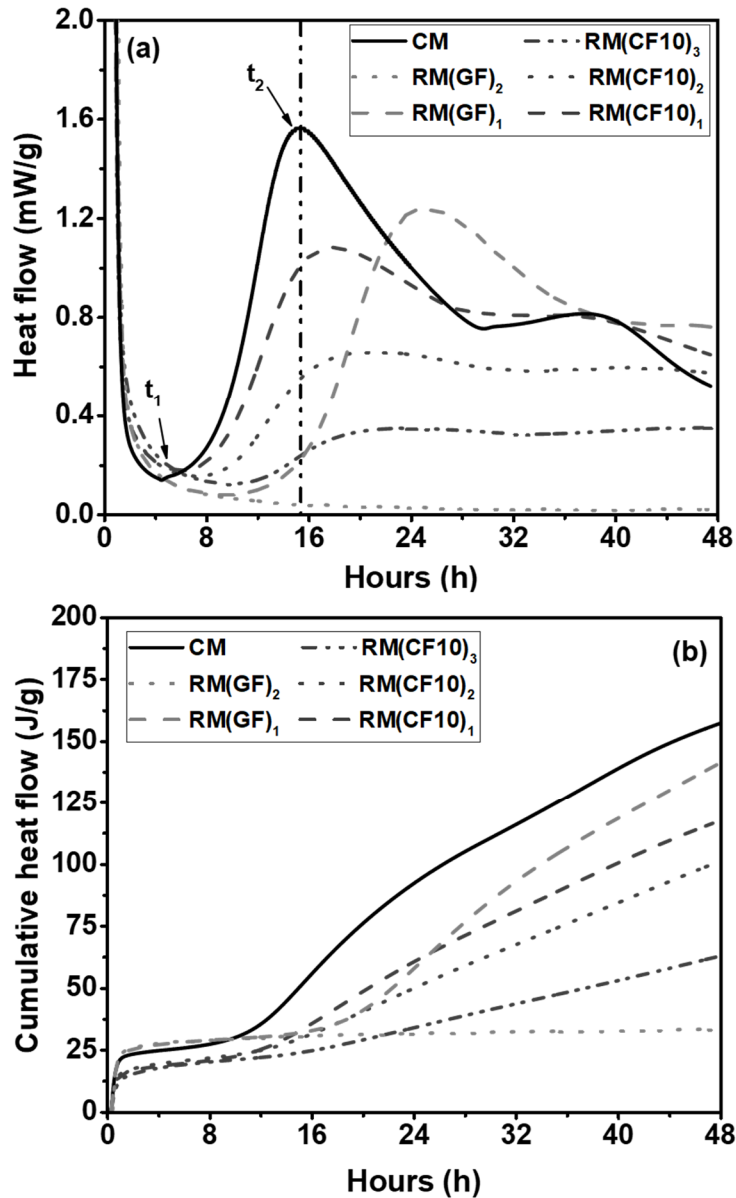 (a)
CM
RM(CF10)₃
RM(GF)₂
RM(CF10)₂
RM(GF)₁
RM(CF10)₁
t₂
t₁
Heat flow (mW/g)
2.0
1.6
1.2
0.8
0.4
0.0
0 8 16 24 32 40 48
Hours (h)
(b)
CM
RM(CF10)₃
RM(GF)₂
RM(CF10)₂
RM(GF)₁
RM(CF10)₁
Cumulative heat flow (J/g)
200
175
150
125
100
75
50
25
0
0 8 16 24 32 40 48
Hours (h)